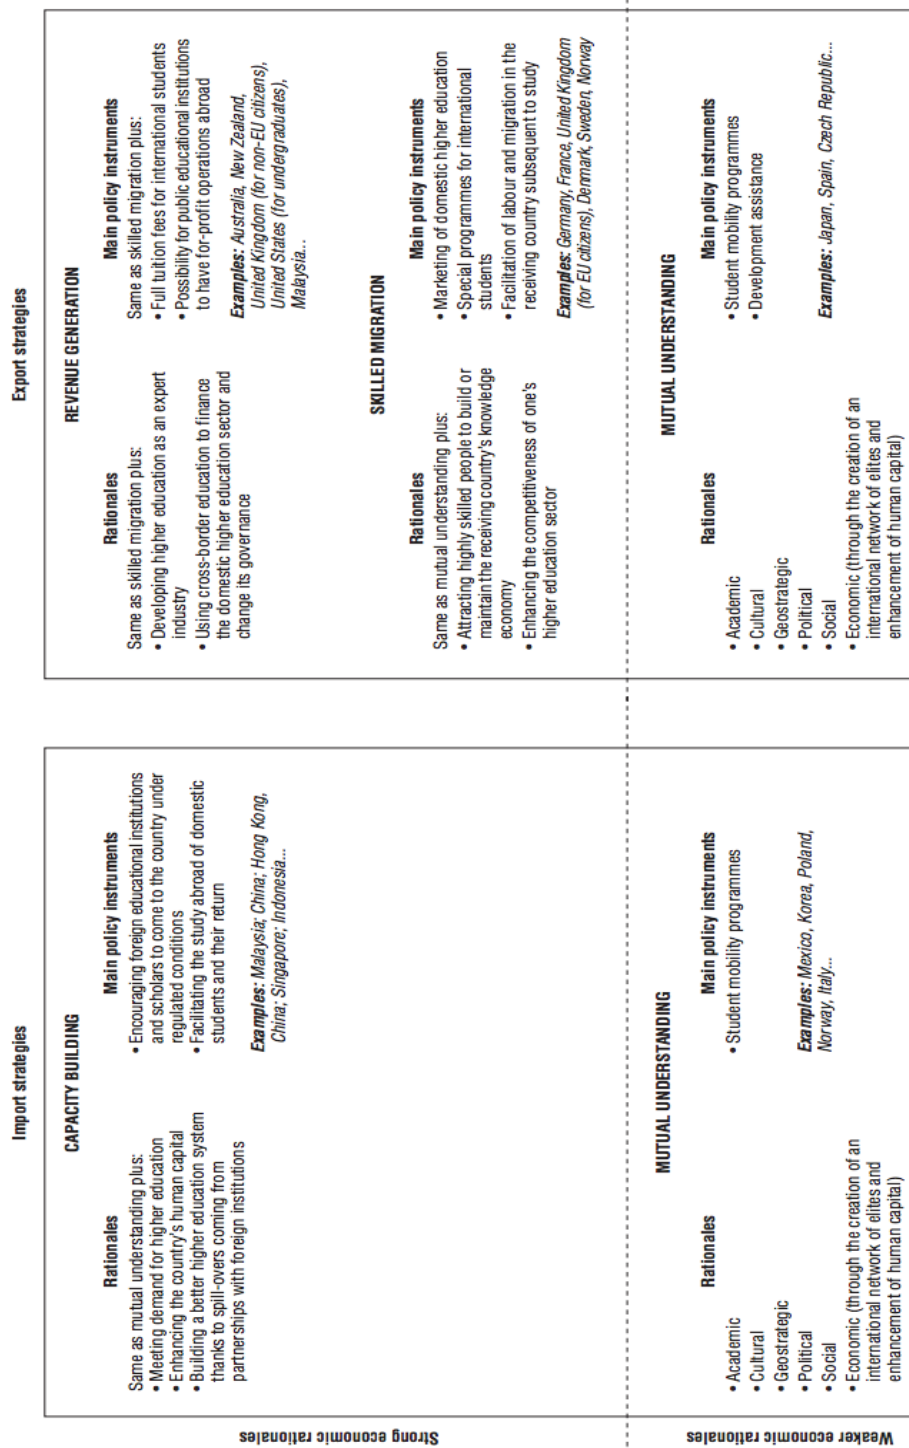 Import strategies
CAPACITY BUILDING
Rationales
Same as mutual understanding plus:
• Meeting demand for higher education
• Enhancing the country's human capital
• Building a better higher education system
thanks to spill-overs coming from
partnerships with foreign institutions
Main policy instruments
• Encouraging foreign educational institutions
and scholars to come to the country under
regulated conditions
• Facilitating the study abroad of domestic
students and their return
Examples: Malaysia; China; Hong Kong,
China; Singapore; Indonesia...
MUTUAL UNDERSTANDING
Rationales
• Academic
• Cultural
• Geostrategic
• Political
• Social
• Economic (through the creation of an
international network of elites and
enhancement of human capital)
Main policy instruments
• Student mobility programmes
Examples: Mexico, Korea, Poland,
Norway, Italy...
Export strategies
REVENUE GENERATION
Rationales
Same as skilled migration plus:
• Developing higher education as an expert
industry
• Using cross-border education to finance
the domestic higher education sector and
change its governance
Main policy instruments
Same as skilled migration plus:
• Full tuition fees for international students
• Possibility for public educational institutions
to have for-profit operations abroad
Examples: Australia, New Zealand,
United Kingdom (for non-EU citizens),
United States (for undergraduates),
Malaysia...
SKILLED MIGRATION
Rationales
Same as mutual understanding plus:
• Attracting highly skilled people to build or
maintain the receiving country's knowledge
economy
• Enhancing the competitiveness of one's
higher education sector
Main policy instruments
• Marketing of domestic higher education
• Special programmes for international
students
• Facilitation of labour and migration in the
receiving country subsequent to study
Examples: Germany, France, United Kingdom
(for EU citizens), Denmark, Sweden, Norway
MUTUAL UNDERSTANDING
Rationales
• Academic
• Cultural
• Geostrategic
• Political
• Social
• Economic (through the creation of an
international network of elites and
enhancement of human capital)
Main policy instruments
• Student mobility programmes
• Development assistance
Examples: Japan, Spain, Czech Republic...
Strong economic rationales
Weaker economic rationales